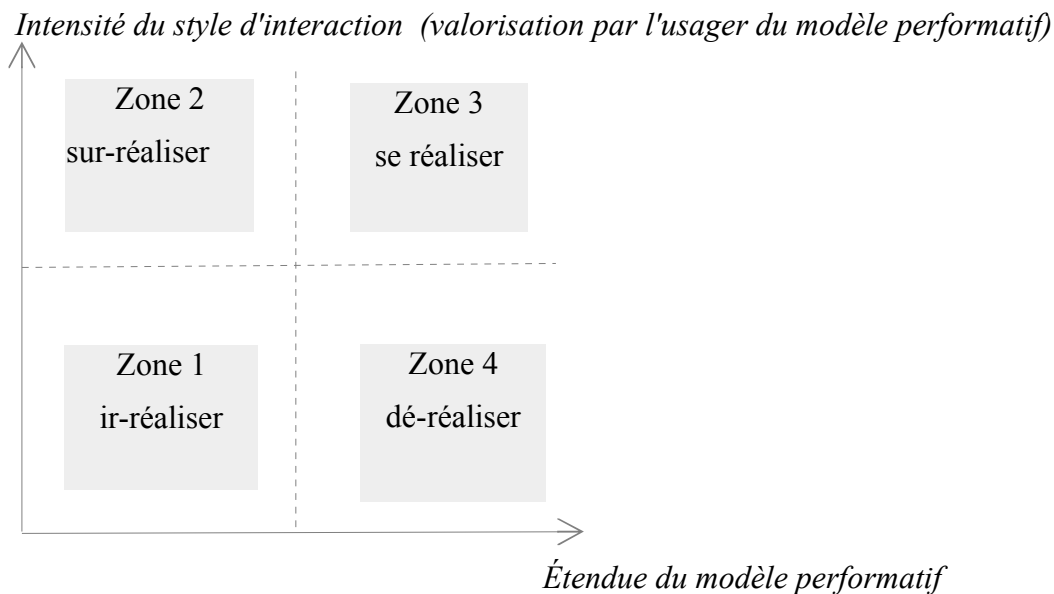 Intensité du style d'interaction (valorisation par l'usager du modèle performatif)
Zone 2
sur-réaliser
Zone 3
se réaliser
Zone 1
ir-réaliser
Zone 4
dé-réaliser
Étendue du modèle performatif